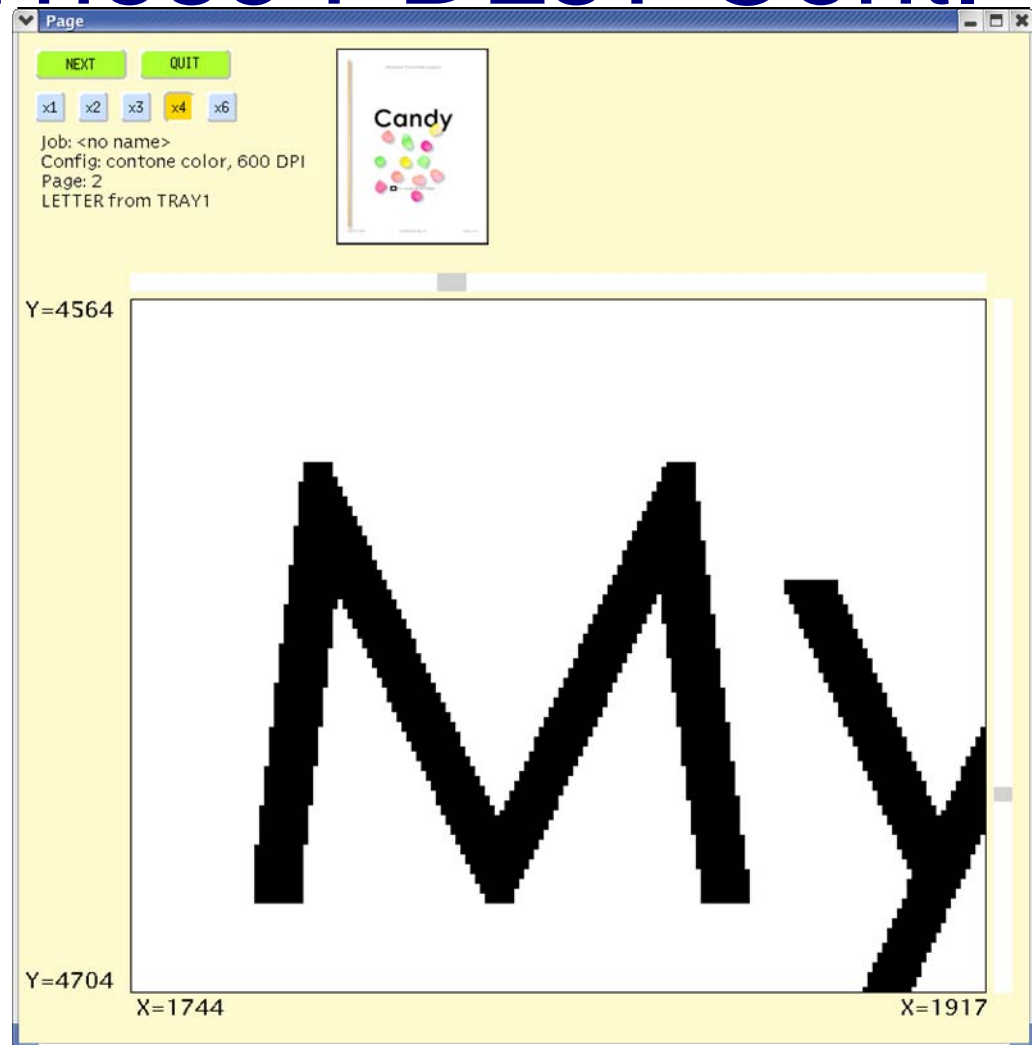 Page
NEXT QUIT
x1 x2 x3 x4 x6
Job: <no name>
Config: contone color, 600 DPI
Page: 2
LETTER from TRAY1
Candy
Y=4564
My
Y=4704
X=1744 X=1917